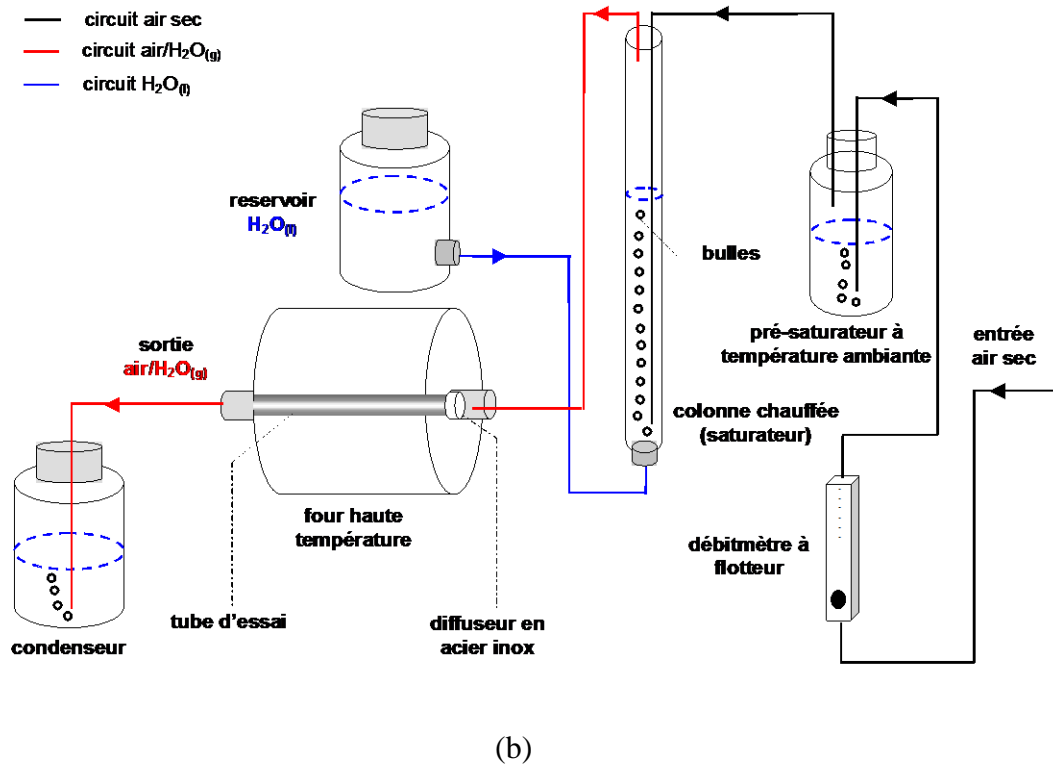 circuit air sec
circuit air/H₂O₍g₎
circuit H₂O₍l₎
reservoir
H₂O₍l₎
bulles
pré-saturateur à
température ambiante
entrée
air sec
sortie
air/H₂O₍g₎
colonne chauffée
(saturateur)
four haute
température
débitmètre à
flotteur
tube d'essai
diffuseur en
acier inox
condenseur
(b)